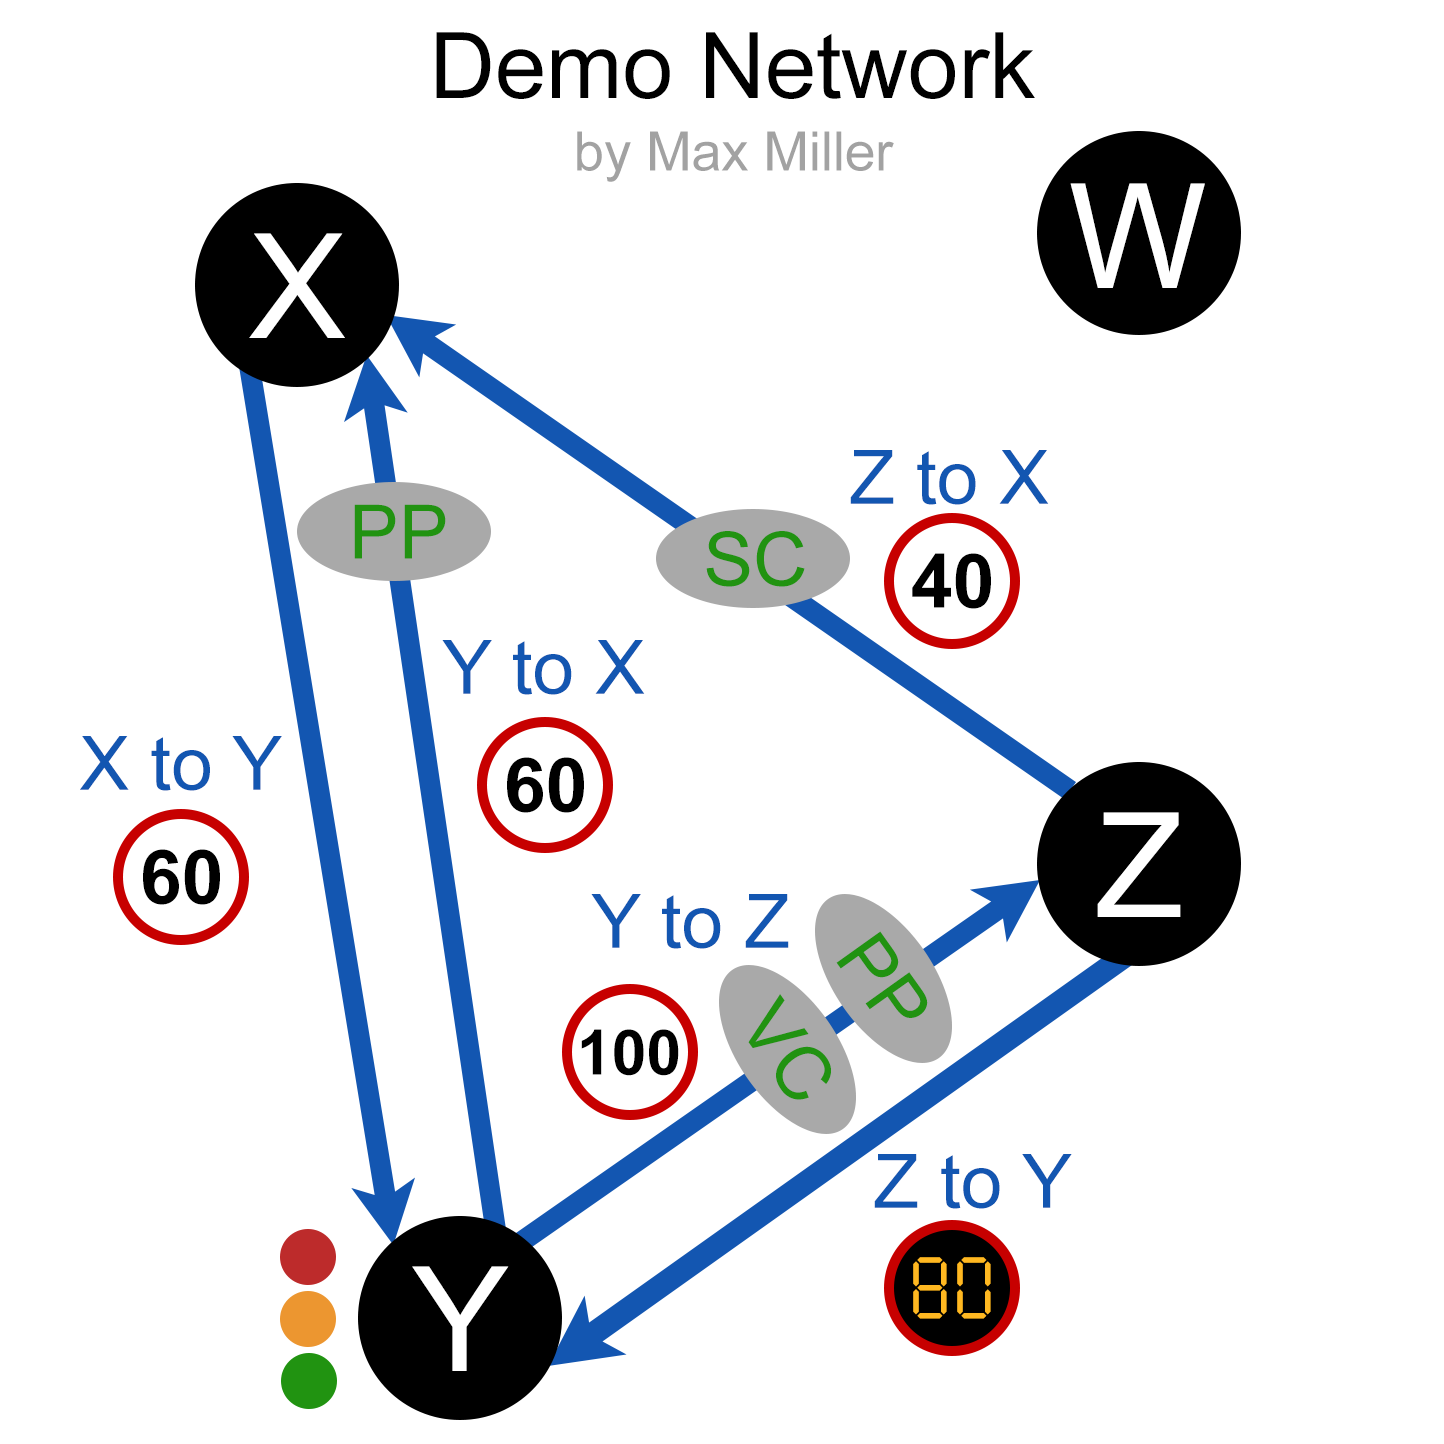 Demo Network
by Max Miller
W
X
Z to X
PP
SC
40
Y to X
X to Y
60
60
Z
Y to Z
PP
VC
100
Z to Y
80
Y